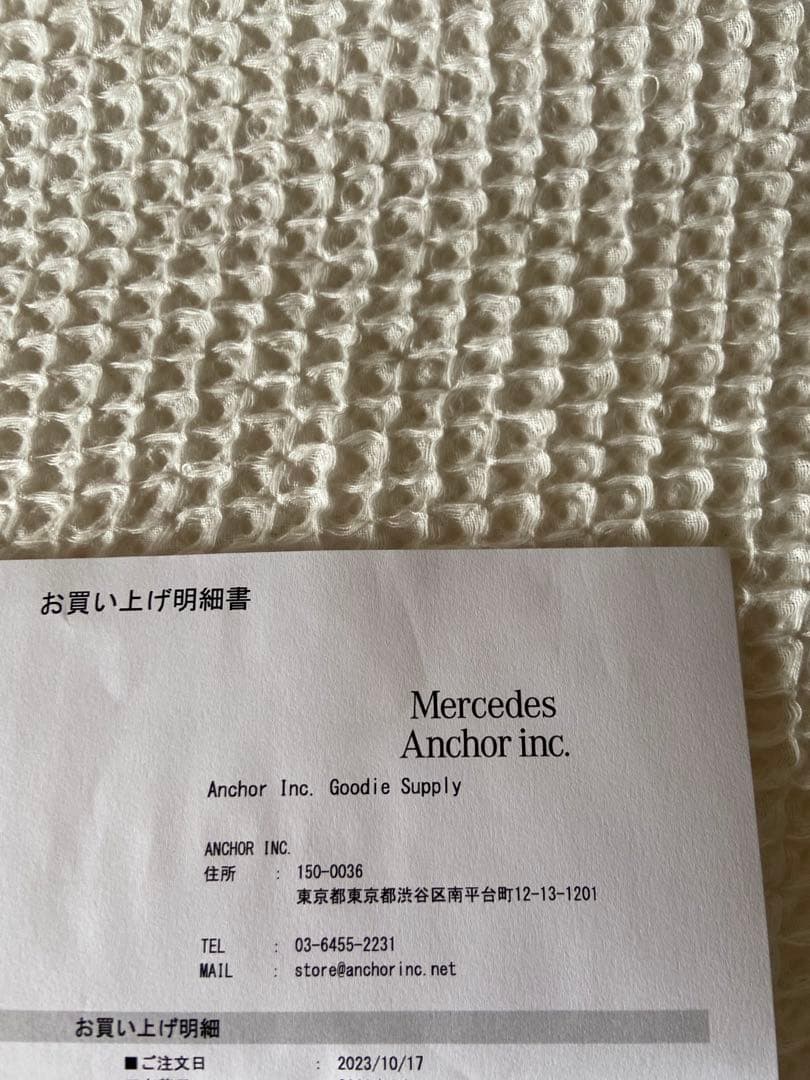 お買い上げ明細書
Mercedes
Anchor inc.
Anchor Inc. Goodie Supply
ANCHOR INC.
住所 : 150-0036
東京都東京都渋谷区南平台町12-13-1201
TEL : 03-6455-2231
MAIL : store@anchorinc.net
お買い上げ明細
■ご注文日 : 2023/10/17